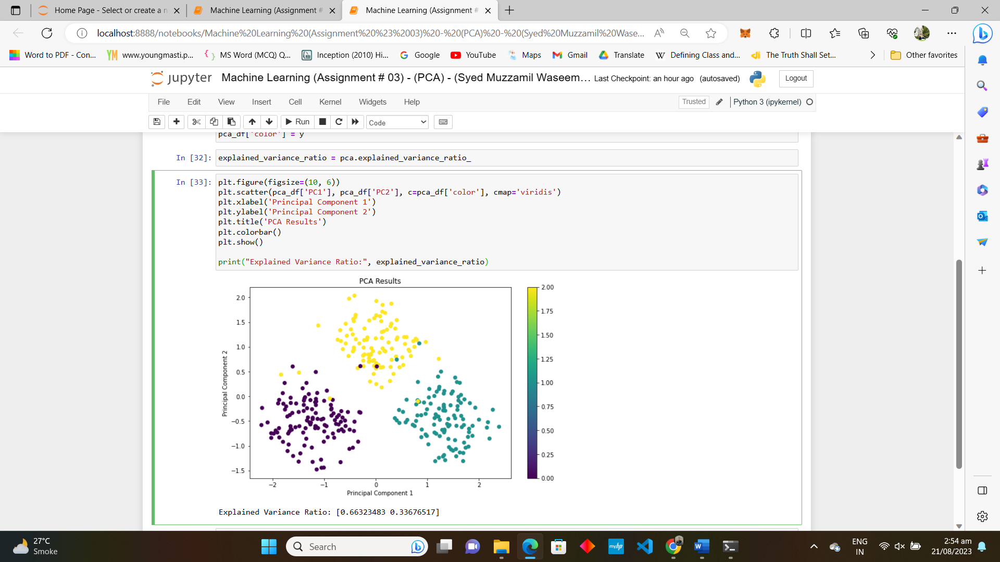 Home Page - Select or create a n
Machine Learning (Assignment #
Machine Learning (Assignment #
localhost:8888/notebooks/Machine%20Learning%20(Assignment%20%23%2003)%20-%20(PCA)%20-%20(Syed%20Muzzamil%20Wase...
Word to PDF - Con...
www.youngmasti.p...
MS Word (MCQ) Q...
Inception (2010) Hi...
Google
YouTube
Maps
Gmail
Translate
Defining Class and...
The Truth Shall Set...
Other favorites
jupyter
Machine Learning (Assignment # 03) - (PCA) - (Syed Muzzamil Waseem... Last Checkpoint: an hour ago (autosaved)
Logout
File Edit View Insert Cell Kernel Widgets Help
Trusted
Python 3 (ipykernel)
Run
Code
pca_df['color'] = y
In [32]: explained_variance_ratio = pca.explained_variance_ratio_
In [33]: plt.figure(figsize=(10, 6))
plt.scatter(pca_df['PC1'], pca_df['PC2'], c=pca_df['color'], cmap='viridis')
plt.xlabel('Principal Component 1')
plt.ylabel('Principal Component 2')
plt.title('PCA Results')
plt.colorbar()
plt.show()
print("Explained Variance Ratio:", explained_variance_ratio)
PCA Results
2.0
1.5
1.0
0.5
0.0
−0.5
−1.0
−1.5
Principal Component 2
−2 −1 0 1 2
Principal Component 1
2.00
1.75
1.50
1.25
1.00
0.75
0.50
0.25
0.00
Explained Variance Ratio: [0.66323483 0.33676517]
27°C
Smoke
Search
myhp
ENG
IN
2:54 am
21/08/2023